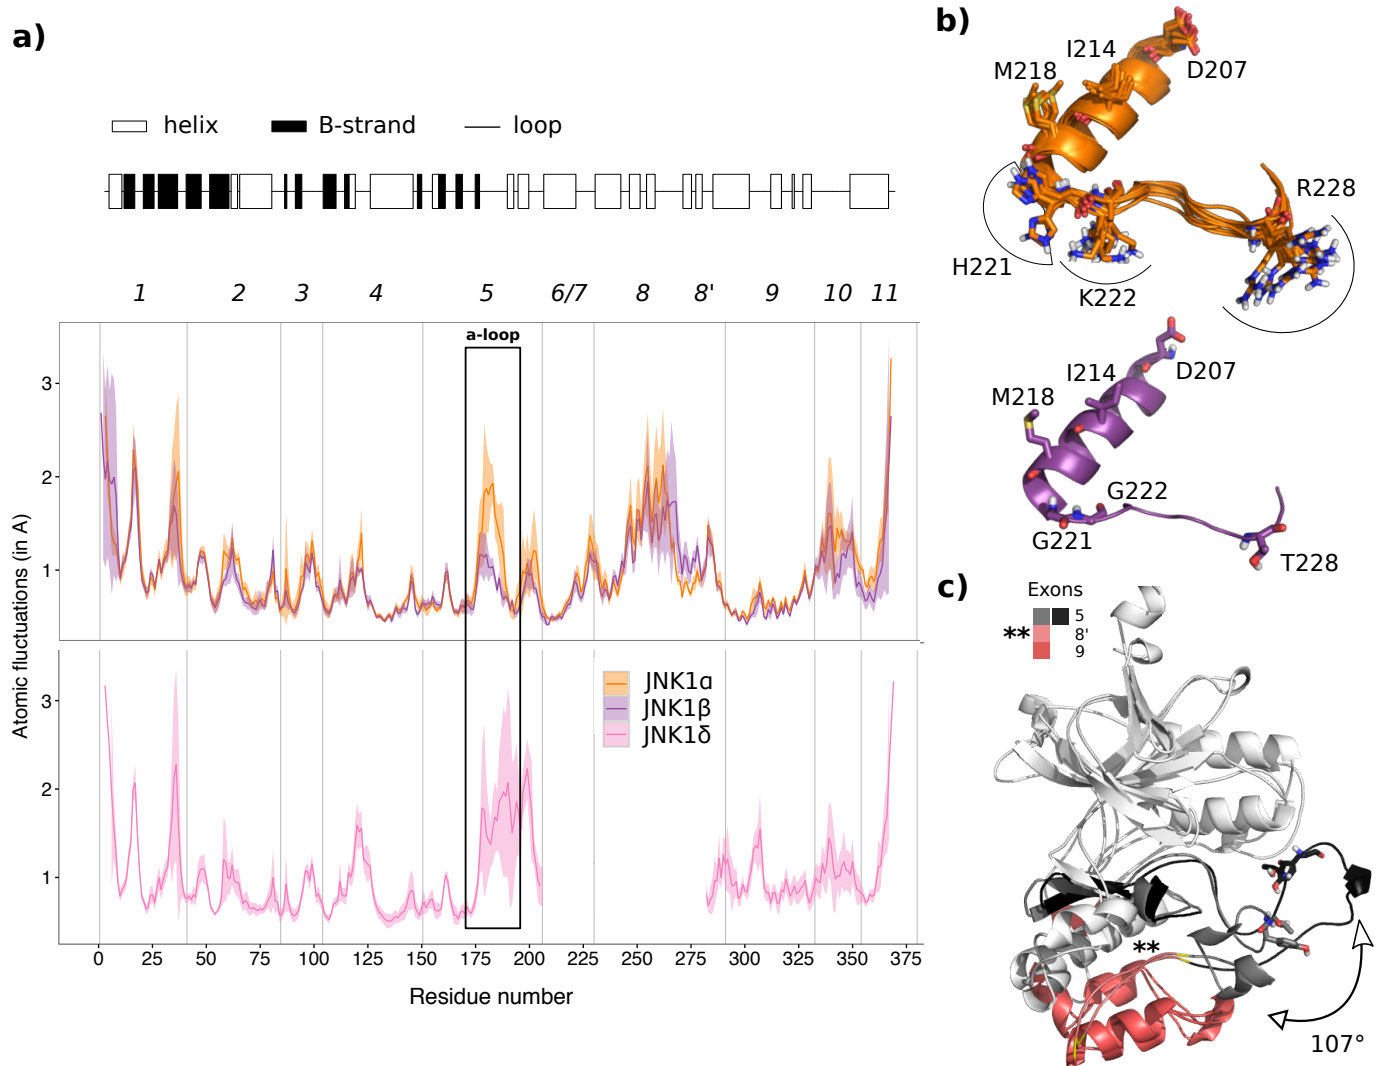 a)
helix B-strand loop
1 2 3 4 5 6/7 8 8' 9 10 11
a-loop
3
2
1
Atomic fluctuations (in A)
JNK1ɑ
JNK1β
JNK1δ
3
2
1
0 25 50 75 100 125 150 175 200 225 250 275 300 325 350 375
Residue number
b)
I214
M218
D207
R228
H221
K222
I214
D207
M218
G222
G221
T228
c)
Exons
5
** 8'
9
**
107°